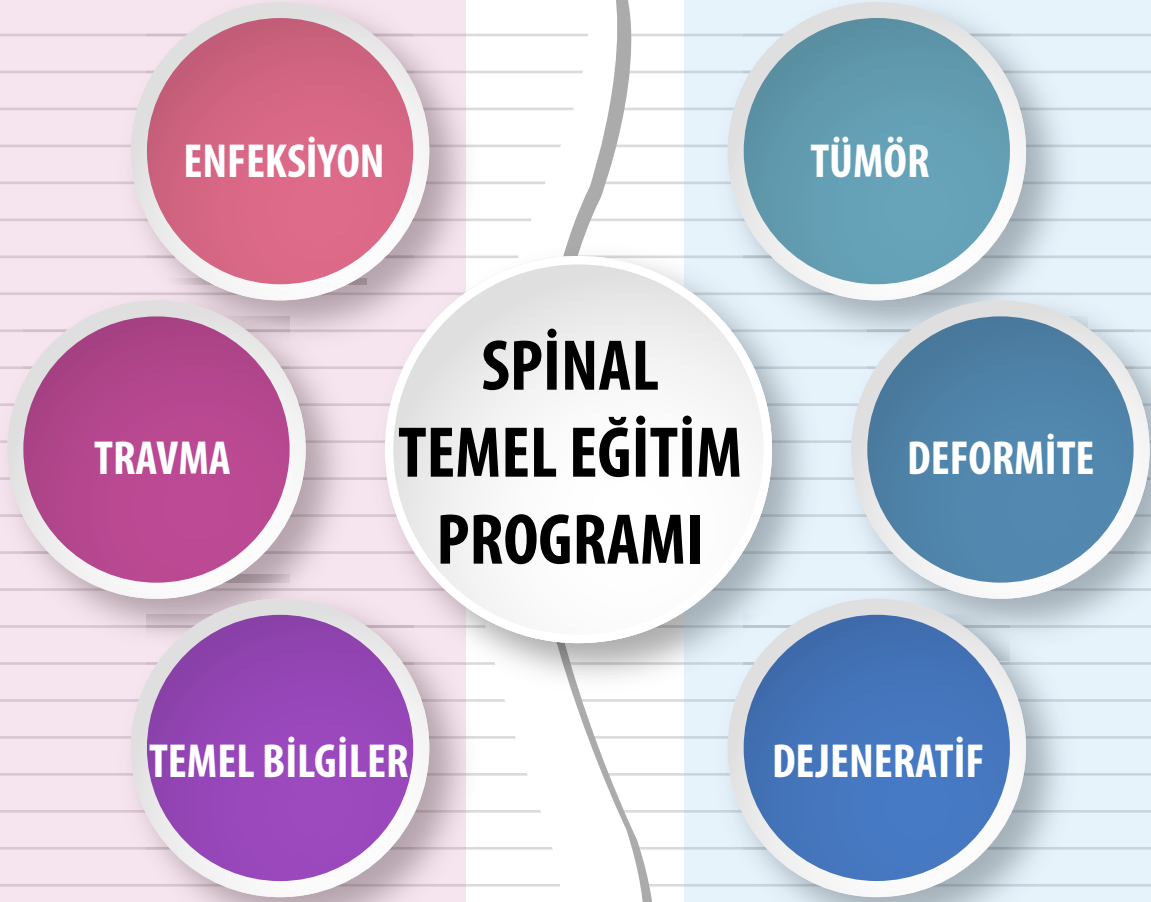 ENFEKSİYON
TÜMÖR
SPİNAL
TEMEL EĞİTİM
PROGRAMI
TRAVMA
DEFORMİTE
TEMEL BİLGİLER
DEJENERATİF